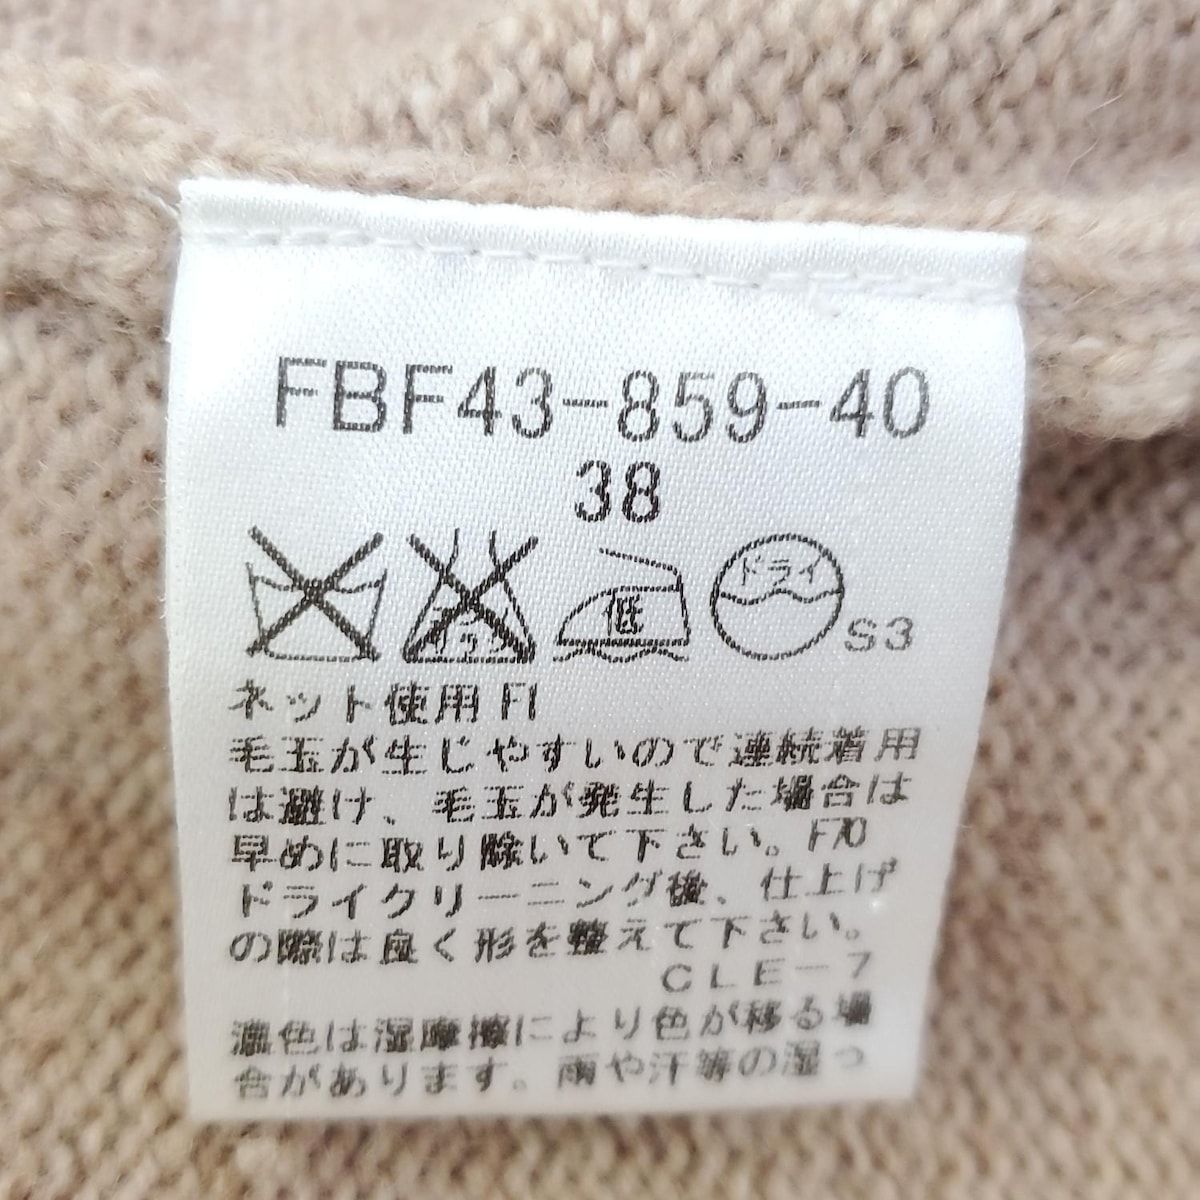 FBF43-859-40
38
低 ドライ S3
ネット使用 F1
毛玉が生じやすいので連続着用
は避け、毛玉が発生した場合は
早めに取り除いて下さい。F70
ドライクリーニング後、仕上げ
の際は良く形を整えて下さい。
CLE-7
濃色は湿摩擦により色が移る場
合があります。雨や汗等の湿っ